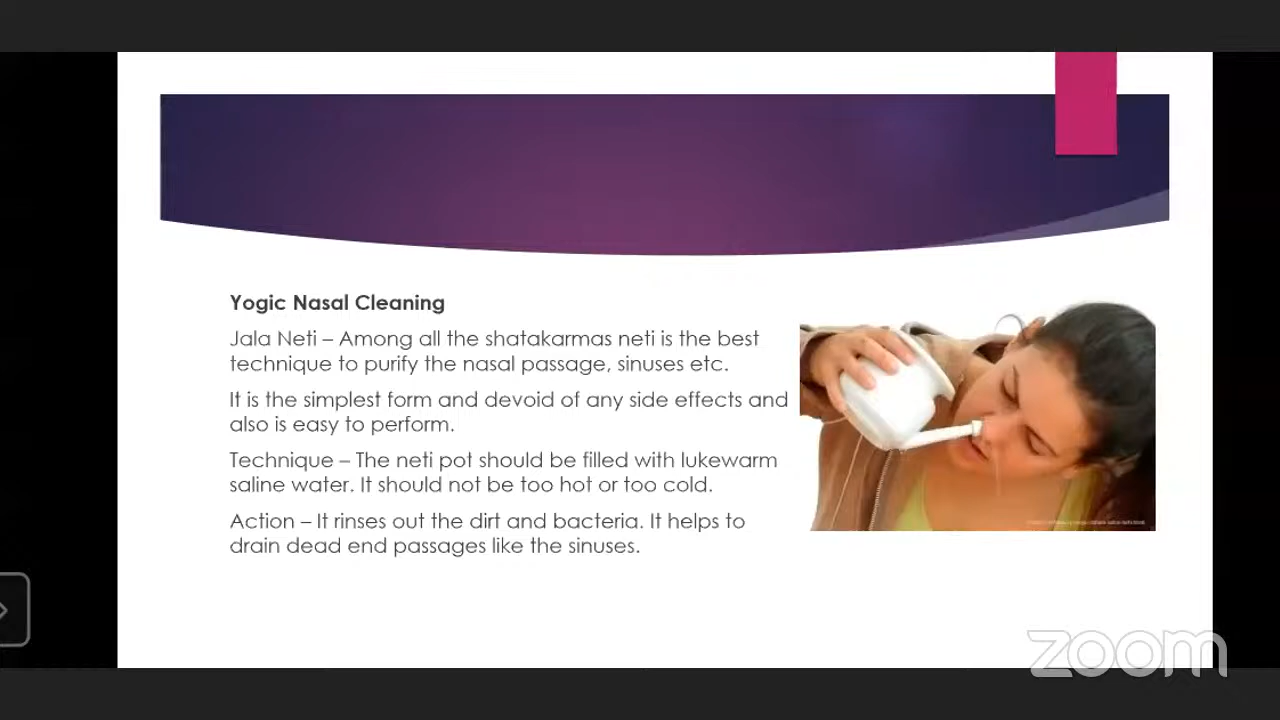 Yogic Nasal Cleaning
Jala Neti – Among all the shatakarmas neti is the best
technique to purify the nasal passage, sinuses etc.
It is the simplest form and devoid of any side effects and
also is easy to perform.
Technique – The neti pot should be filled with lukewarm
saline water. It should not be too hot or too cold.
Action – It rinses out the dirt and bacteria. It helps to
drain dead end passages like the sinuses.
zoom